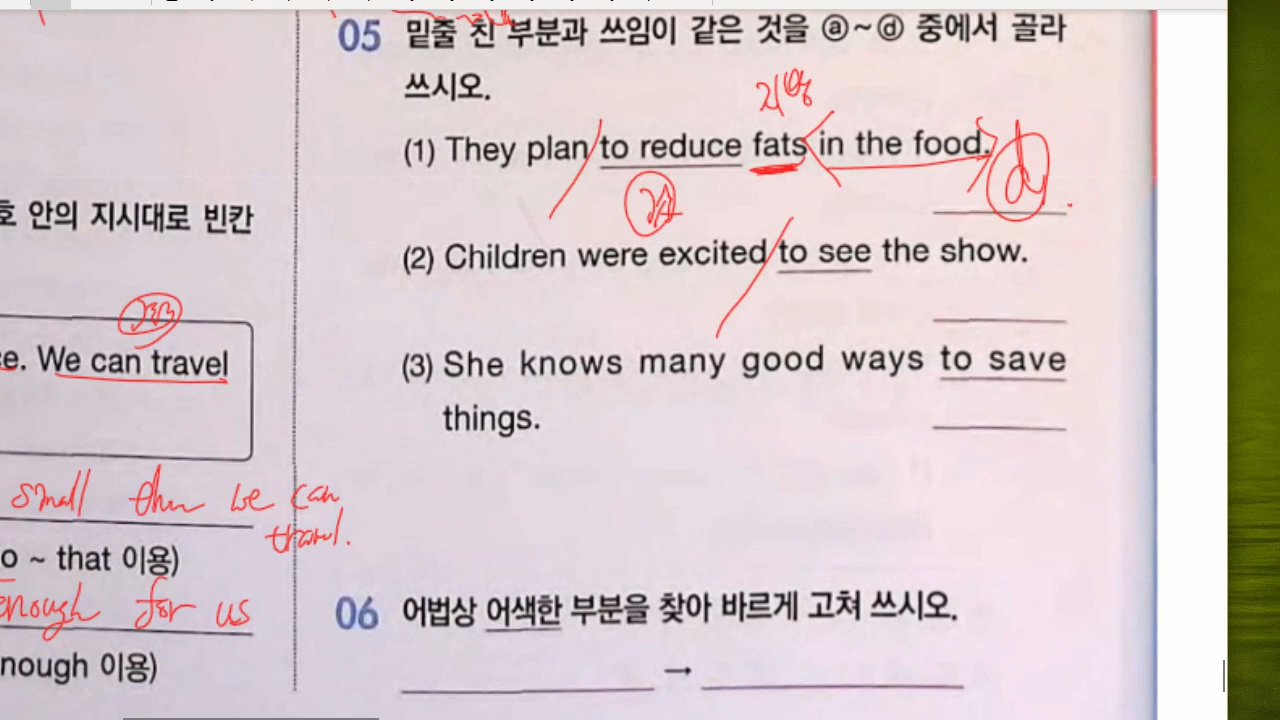 호 안의 지시대로 빈칸
ce. We can travel
small than we can
travel.
o ~ that 이용)
enough for us
nough 이용)
05 밑줄 친 부분과 쓰임이 같은 것을 ⓐ~ⓓ 중에서 골라
쓰시오.
지방
(1) They plan to reduce fats in the food.
d
(2) Children were excited to see the show.
(3) She knows many good ways to save
things.
06 어법상 어색한 부분을 찾아 바르게 고쳐 쓰시오.
→